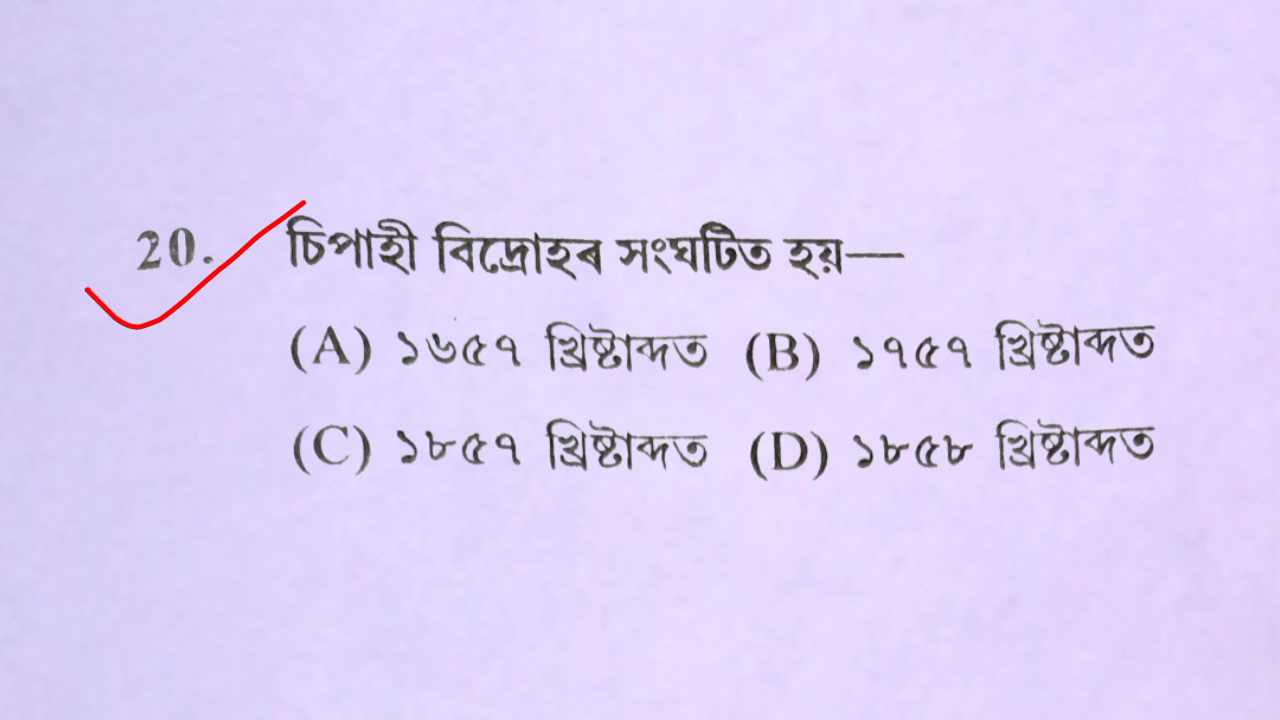 20. চিপাহী বিদ্ৰোহৰ সংঘটিত হয়—
(A) ১৬৫৭ খ্ৰিষ্টাব্দত (B) ১৭৫৭ খ্ৰিষ্টাব্দত
(C) ১৮৫৭ খ্ৰিষ্টাব্দত (D) ১৮৫৮ খ্ৰিষ্টাব্দত